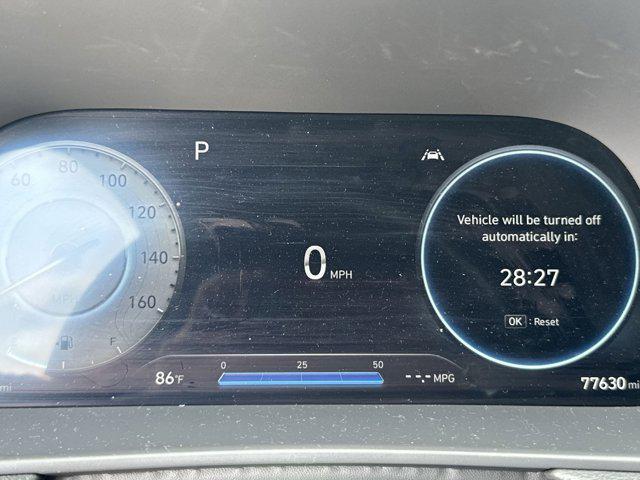 P
60 80 100 120 140 160
MPH
F
0 MPH
Vehicle will be turned off
automatically in:
28:27
OK : Reset
86°F
0 25 50
-.- MPG
mi
77630 mi